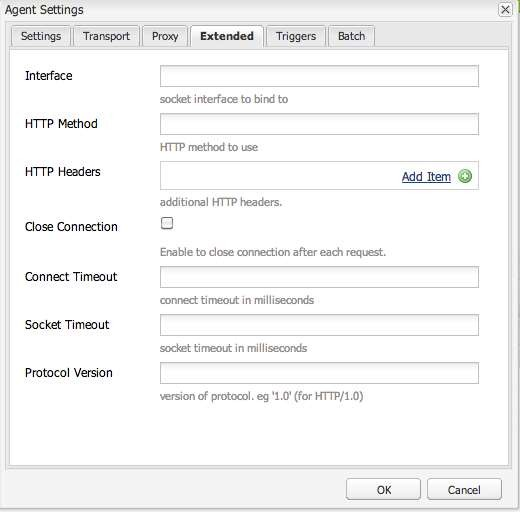 Agent Settings
Settings Transport Proxy Extended Triggers Batch
Interface
socket interface to bind to
HTTP Method
HTTP method to use
HTTP Headers Add Item
additional HTTP headers.
Close Connection
Enable to close connection after each request.
Connect Timeout
connect timeout in milliseconds
Socket Timeout
socket timeout in milliseconds
Protocol Version
version of protocol. eg '1.0' (for HTTP/1.0)
OK Cancel